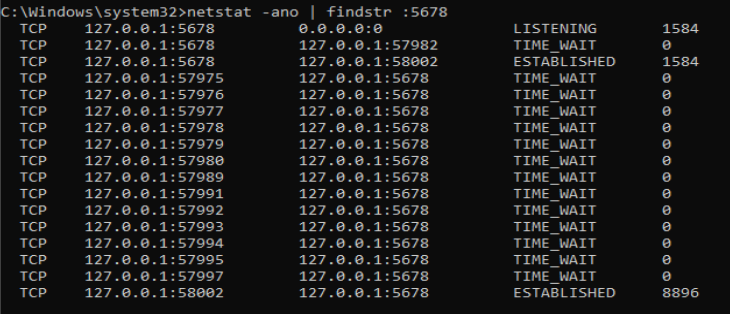 C:\Windows\system32>netstat -ano | findstr :5678
TCP 127.0.0.1:5678 0.0.0.0:0 LISTENING 1584
TCP 127.0.0.1:5678 127.0.0.1:57982 TIME_WAIT 0
TCP 127.0.0.1:5678 127.0.0.1:58002 ESTABLISHED 1584
TCP 127.0.0.1:57975 127.0.0.1:5678 TIME_WAIT 0
TCP 127.0.0.1:57976 127.0.0.1:5678 TIME_WAIT 0
TCP 127.0.0.1:57977 127.0.0.1:5678 TIME_WAIT 0
TCP 127.0.0.1:57978 127.0.0.1:5678 TIME_WAIT 0
TCP 127.0.0.1:57979 127.0.0.1:5678 TIME_WAIT 0
TCP 127.0.0.1:57980 127.0.0.1:5678 TIME_WAIT 0
TCP 127.0.0.1:57989 127.0.0.1:5678 TIME_WAIT 0
TCP 127.0.0.1:57991 127.0.0.1:5678 TIME_WAIT 0
TCP 127.0.0.1:57992 127.0.0.1:5678 TIME_WAIT 0
TCP 127.0.0.1:57993 127.0.0.1:5678 TIME_WAIT 0
TCP 127.0.0.1:57994 127.0.0.1:5678 TIME_WAIT 0
TCP 127.0.0.1:57995 127.0.0.1:5678 TIME_WAIT 0
TCP 127.0.0.1:57997 127.0.0.1:5678 TIME_WAIT 0
TCP 127.0.0.1:58002 127.0.0.1:5678 ESTABLISHED 8896